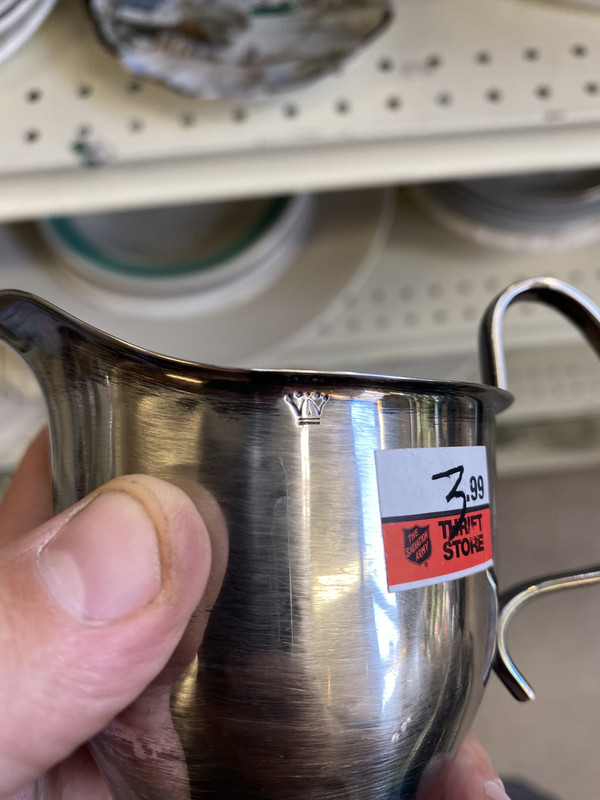 3.99
THE
SALVATION
ARMY
THRIFT
STORE